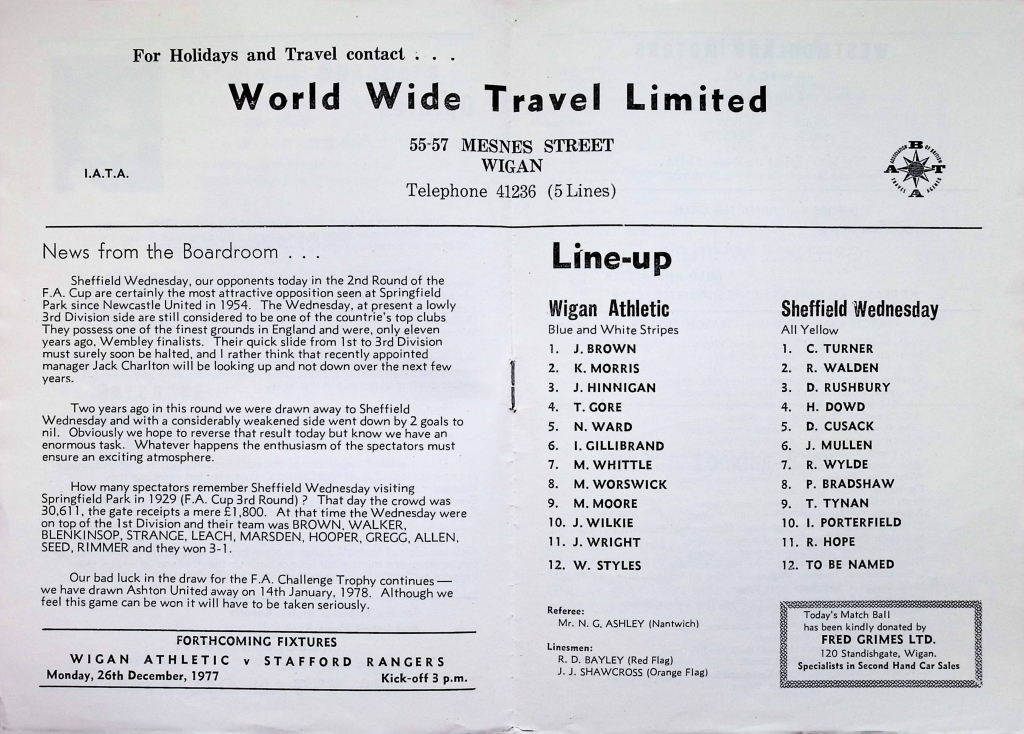 For Holidays and Travel contact . . .
World Wide Travel Limited
55-57 MESNES STREET
WIGAN
I.A.T.A.
Telephone 41236 (5 Lines)
ASSOCIATION OF BRITISH TRAVEL AGENTS
A B T A
News from the Boardroom . . .
Sheffield Wednesday, our opponents today in the 2nd Round of the
F.A. Cup are certainly the most attractive opposition seen at Springfield
Park since Newcastle United in 1954. The Wednesday, at present a lowly
3rd Division side are still considered to be one of the countrie's top clubs
They possess one of the finest grounds in England and were, only eleven
years ago, Wembley finalists. Their quick slide from 1st to 3rd Division
must surely soon be halted, and I rather think that recently appointed
manager Jack Charlton will be looking up and not down over the next few
years.
Two years ago in this round we were drawn away to Sheffield
Wednesday and with a considerably weakened side went down by 2 goals to
nil. Obviously we hope to reverse that result today but know we have an
enormous task. Whatever happens the enthusiasm of the spectators must
ensure an exciting atmosphere.
How many spectators remember Sheffield Wednesday visiting
Springfield Park in 1929 (F.A. Cup 3rd Round) ? That day the crowd was
30,611, the gate receipts a mere £1,800. At that time the Wednesday were
on top of the 1st Division and their team was BROWN, WALKER,
BLENKINSOP, STRANGE, LEACH, MARSDEN, HOOPER, GREGG, ALLEN,
SEED, RIMMER and they won 3-1.
Our bad luck in the draw for the F.A. Challenge Trophy continues —
we have drawn Ashton United away on 14th January, 1978. Although we
feel this game can be won it will have to be taken seriously.
FORTHCOMING FIXTURES
WIGAN ATHLETIC v STAFFORD RANGERS
Monday, 26th December, 1977 Kick-off 3 p.m.
Line-up
Wigan Athletic
Blue and White Stripes
1. J. BROWN
2. K. MORRIS
3. J. HINNIGAN
4. T. GORE
5. N. WARD
6. I. GILLIBRAND
7. M. WHITTLE
8. M. WORSWICK
9. M. MOORE
10. J. WILKIE
11. J. WRIGHT
12. W. STYLES
Sheffield Wednesday
All Yellow
1. C. TURNER
2. R. WALDEN
3. D. RUSHBURY
4. H. DOWD
5. D. CUSACK
6. J. MULLEN
7. R. WYLDE
8. P. BRADSHAW
9. T. TYNAN
10. I. PORTERFIELD
11. R. HOPE
12. TO BE NAMED
Referee:
Mr. N. G, ASHLEY (Nantwich)
Linesmen:
R. D. BAYLEY (Red Flag)
J. J. SHAWCROSS (Orange Flag)
Today's Match Ball
has been kindly donated by
FRED GRIMES LTD.
120 Standishgate, Wigan.
Specialists in Second Hand Car Sales